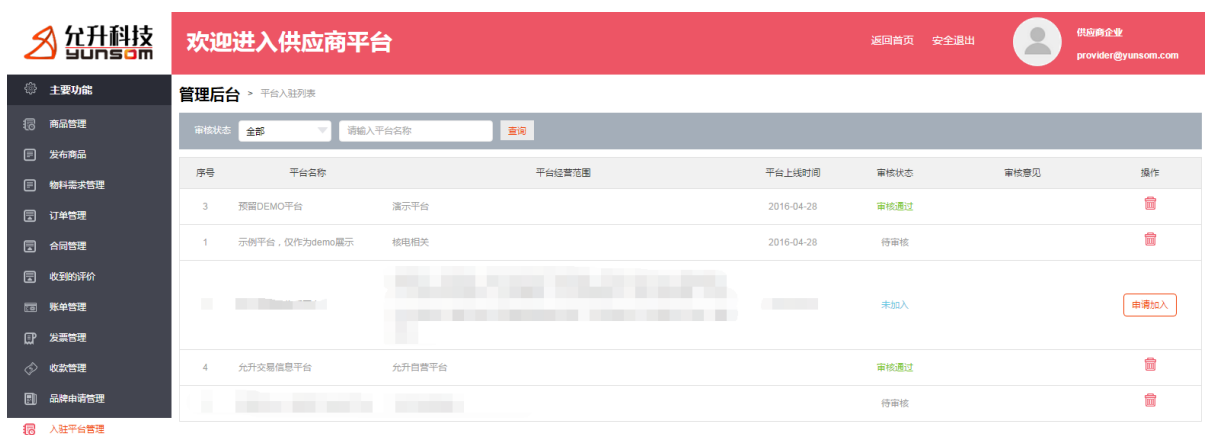 允升科技
YUNSOM
欢迎进入供应商平台
返回首页 安全退出
供应商企业
provider@yunsom.com
主要功能
商品管理
发布商品
物料需求管理
订单管理
合同管理
收到的评价
账单管理
发票管理
收款管理
品牌申请管理
入驻平台管理
管理后台 > 平台入驻列表
审核状态 全部 请输入平台名称 查询
序号 平台名称 平台经营范围 平台上线时间 审核状态 审核意见 操作
3 预留DEMO平台 演示平台 2016-04-28 审核通过
1 示例平台，仅作为demo展示 核电相关 2016-04-28 待审核
未加入 申请加入
4 允升交易信息平台 允升自营平台 审核通过
待审核